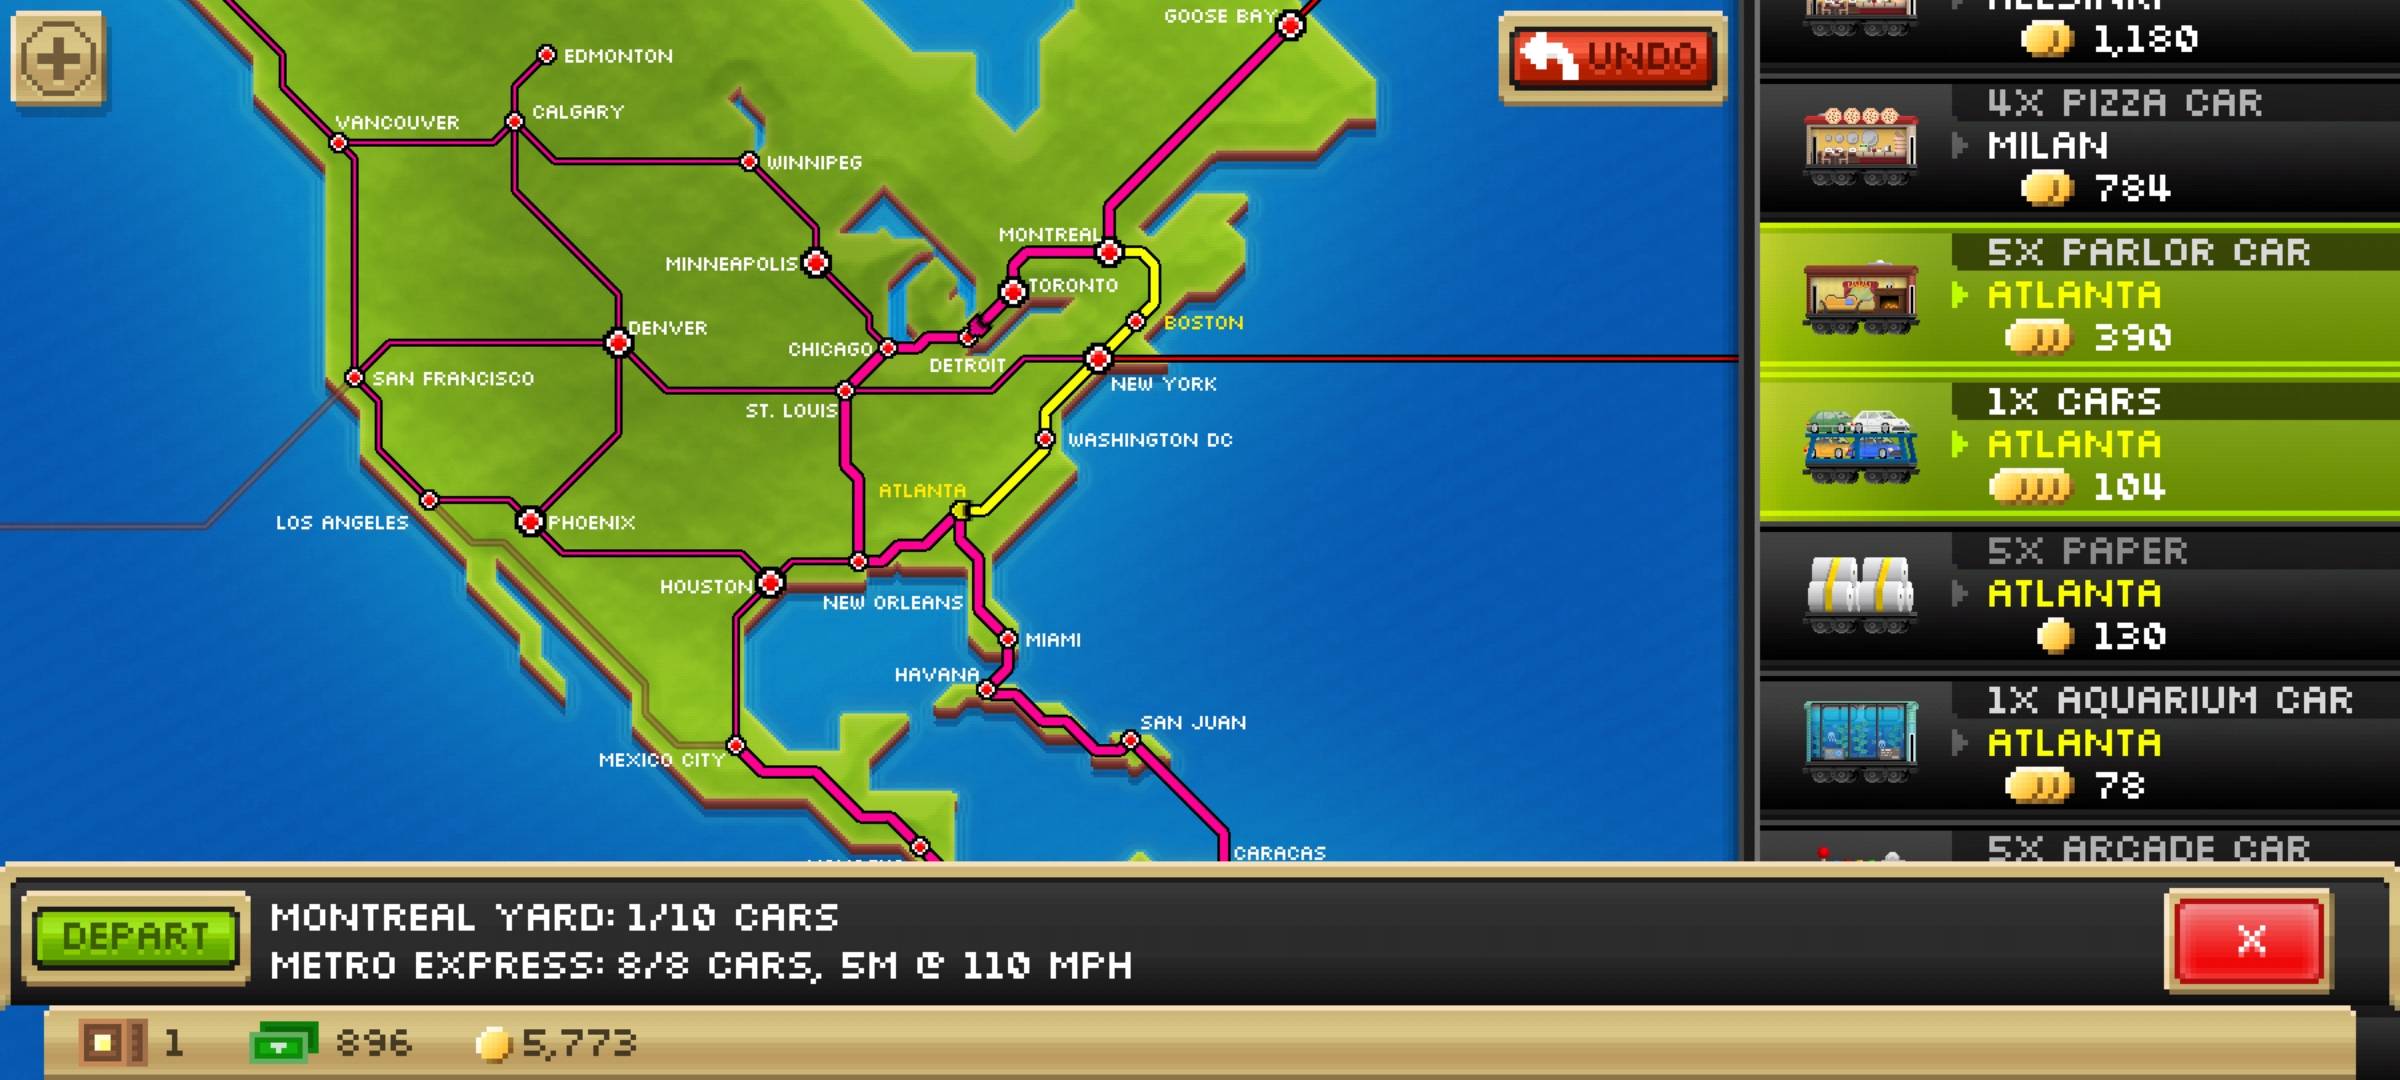 GOOSE BAY
EDMONTON
CALGARY
VANCOUVER
WINNIPEG
MONTREAL
MINNEAPOLIS
TORONTO
BOSTON
DENVER
CHICAGO
DETROIT
NEW YORK
SAN FRANCISCO
ST. LOUIS
WASHINGTON DC
ATLANTA
LOS ANGELES
PHOENIX
HOUSTON
NEW ORLEANS
MIAMI
HAVANA
SAN JUAN
MEXICO CITY
CARACAS
UNDO
HELSINKI
1,180
4X PIZZA CAR
MILAN
784
5X PARLOR CAR
ATLANTA
390
1X CARS
ATLANTA
104
5X PAPER
ATLANTA
130
1X AQUARIUM CAR
ATLANTA
78
5X ARCADE CAR
DEPART
MONTREAL YARD: 1/10 CARS
METRO EXPRESS: 8/8 CARS, 5M @ 110 MPH
X
1
896
5,773